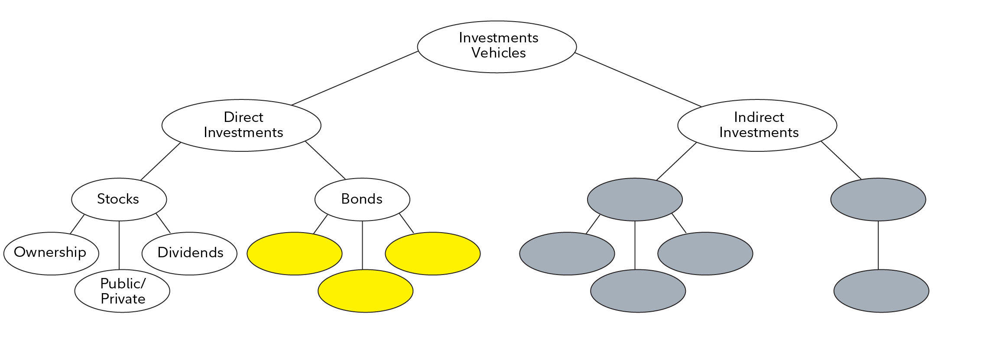 Investments
Vehicles
Direct
Investments
Indirect
Investments
Stocks
Bonds
Ownership
Dividends
Public/
Private